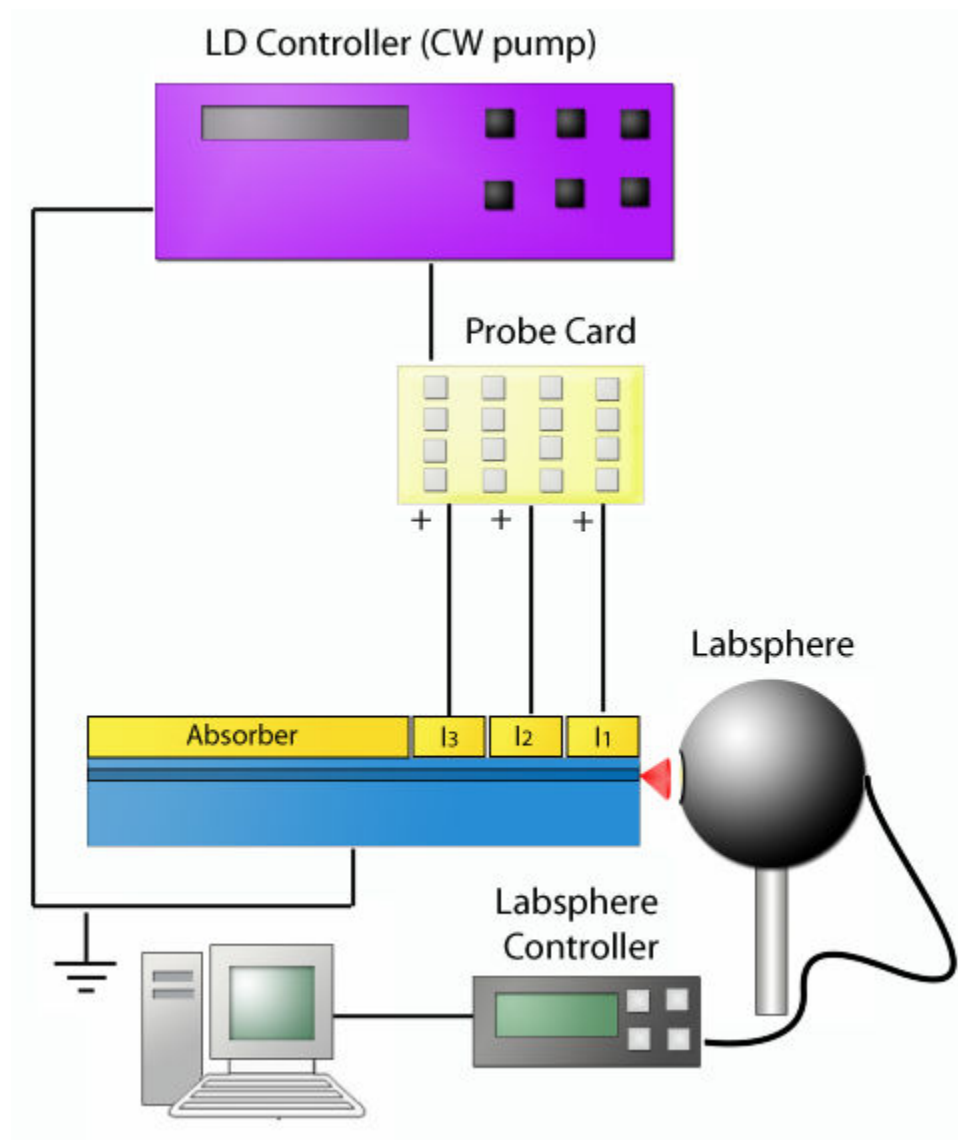 LD Controller (CW pump)
Probe Card
+ + +
Labsphere
Absorber I3 I2 I1
Labsphere
Controller